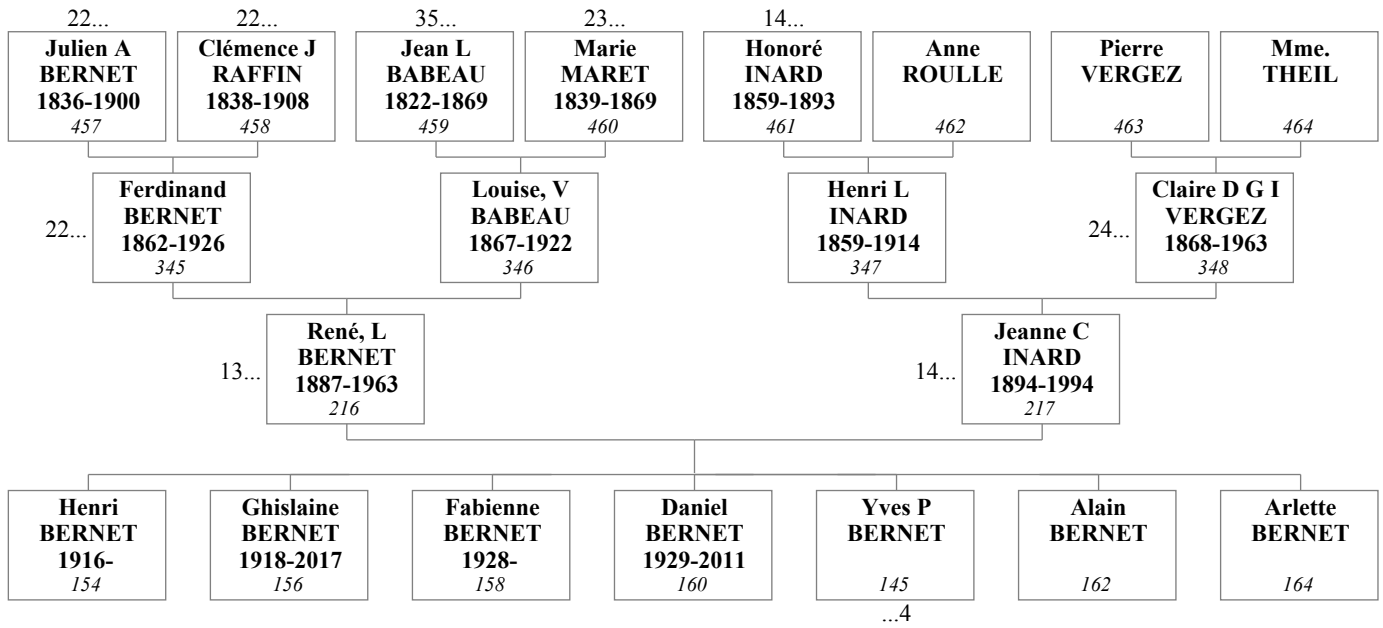 22...
22...
35...
23...
14...
Julien A
BERNET
1836-1900
457
Clémence J
RAFFIN
1838-1908
458
Jean L
BABEAU
1822-1869
459
Marie
MARET
1839-1869
460
Honoré
INARD
1859-1893
461
Anne
ROULLE
462
Pierre
VERGEZ
463
Mme.
THEIL
464
22...
Ferdinand
BERNET
1862-1926
345
Louise, V
BABEAU
1867-1922
346
Henri L
INARD
1859-1914
347
24...
Claire D G I
VERGEZ
1868-1963
348
13...
René, L
BERNET
1887-1963
216
14...
Jeanne C
INARD
1894-1994
217
Henri
BERNET
1916-
154
Ghislaine
BERNET
1918-2017
156
Fabienne
BERNET
1928-
158
Daniel
BERNET
1929-2011
160
Yves P
BERNET
145
Alain
BERNET
162
Arlette
BERNET
164
...4